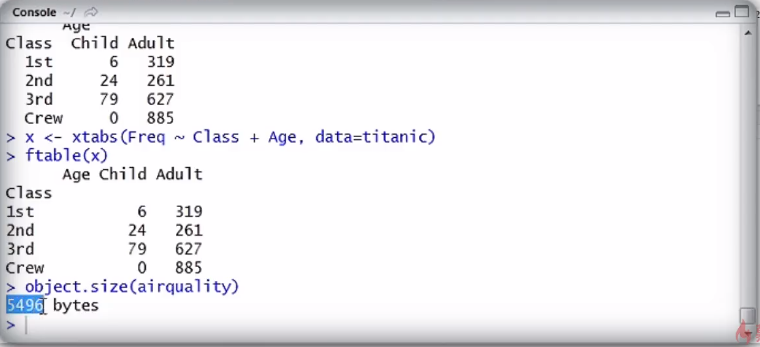 Console ~/
Age
Class Child Adult
1st 6 319
2nd 24 261
3rd 79 627
Crew 0 885
> x <- xtabs(Freq ~ Class + Age, data=titanic)
> ftable(x)
Age Child Adult
Class
1st 6 319
2nd 24 261
3rd 79 627
Crew 0 885
> object.size(airquality)
5496 bytes
>